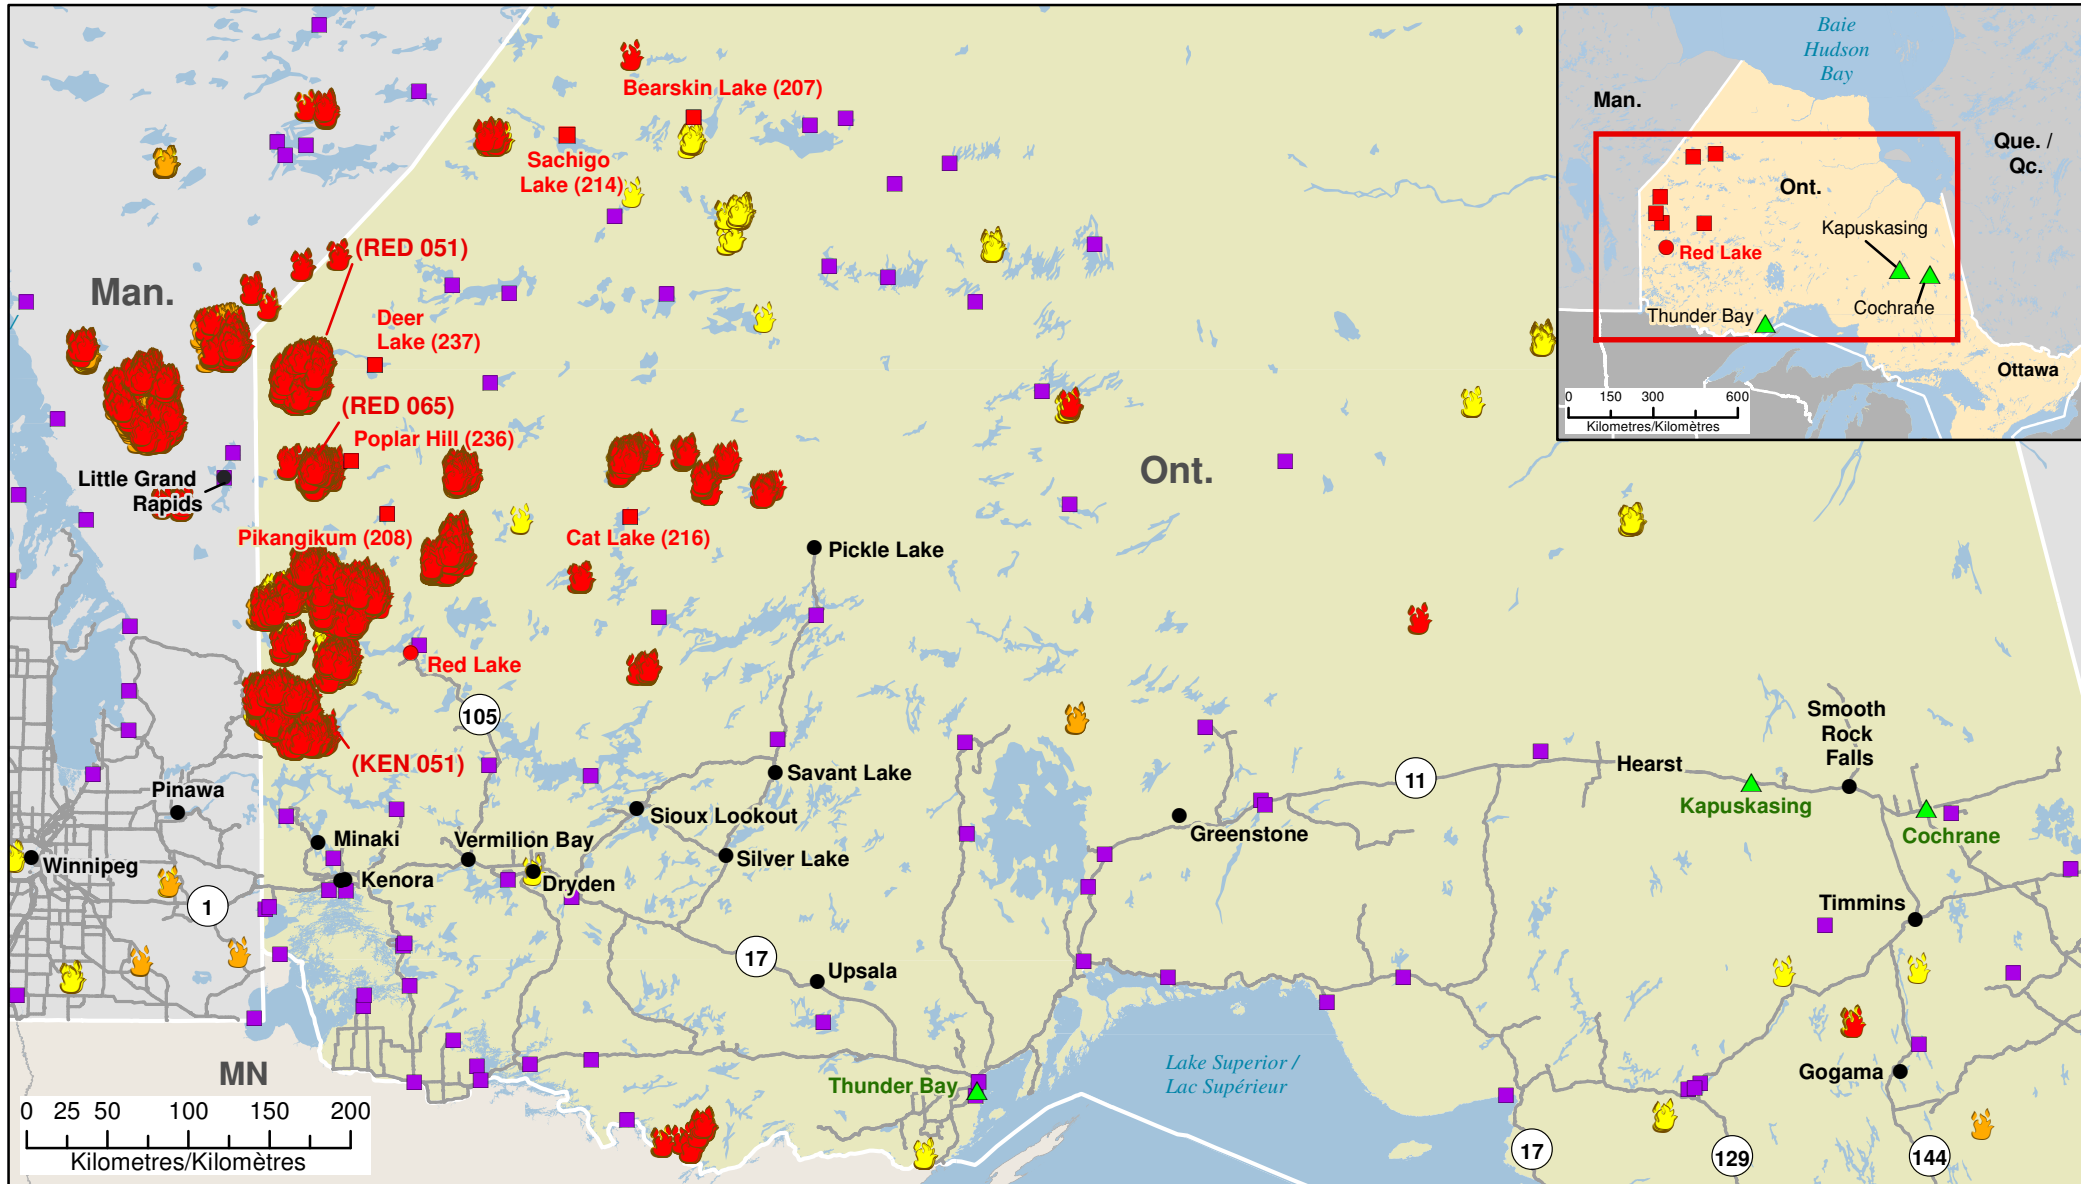 Bearskin Lake (207)
Sachigo
Lake (214)
(RED 051)
Man.
Deer
Lake (237)
(RED 065)
Poplar Hill (236)
Little Grand
Rapids
Ont.
Pikangikum (208)
Cat Lake (216)
Pickle Lake
Red Lake
105
(KEN 051)
Savant Lake
Pinawa
Sioux Lookout
Minaki
Vermilion Bay
Silver Lake
Winnipeg
Kenora
Dryden
1
17
Upsala
Greenstone
11
Hearst
Smooth
Rock
Falls
Kapuskasing
Cochrane
Timmins
Gogama
MN
Thunder Bay
Lake Superior /
Lac Supérieur
17
129
144
0 25 50 100 150 200
Kilometres/Kilomètres
Baie
Hudson
Bay
Man.
Que. /
Qc.
Ont.
Kapuskasing
Red Lake
Cochrane
Thunder Bay
Ottawa
0 150 300 600
Kilometres/Kilomètres